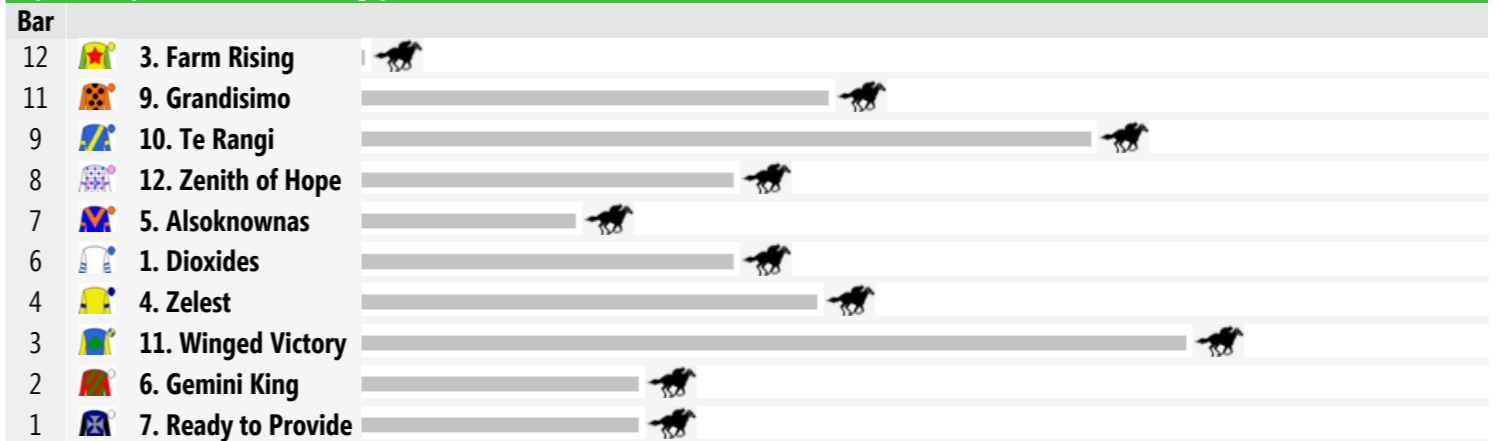 Bar
12 3. Farm Rising
11 9. Grandisimo
9 10. Te Rangi
8 12. Zenith of Hope
7 5. Alsoknownas
6 1. Dioxides
4 4. Zelest
3 11. Winged Victory
2 6. Gemini King
1 7. Ready to Provide